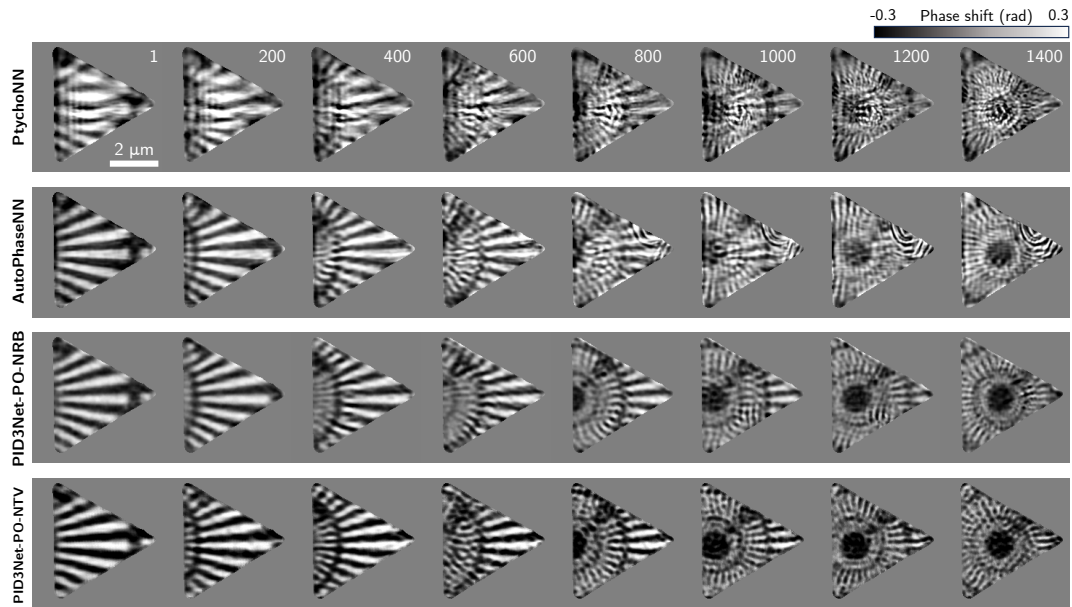 -0.3 Phase shift (rad) 0.3
PtychoNN
1 200 400 600 800 1000 1200 1400
2 µm
AutoPhaseNN
PID3Net-PO-NRB
PID3Net-PO-NTV